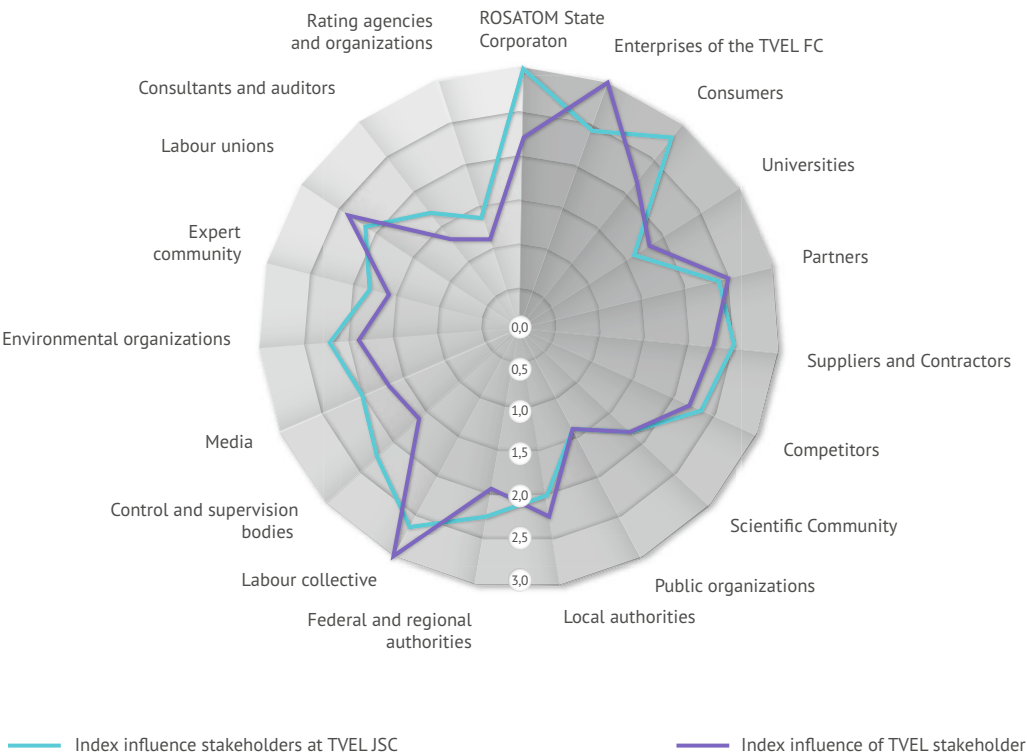 Rating agencies
and organizations
ROSATOM State
Corporaton
Enterprises of the TVEL FC
Consultants and auditors
Consumers
Labour unions
Universities
Expert
community
Partners
Environmental organizations
Suppliers and Contractors
Media
Competitors
Control and supervision
bodies
Scientific Community
Labour collective
Public organizations
Federal and regional
authorities
Local authorities
0,0
0,5
1,0
1,5
2,0
2,5
3,0
Index influence stakeholders at TVEL JSC
Index influence of TVEL stakeholder